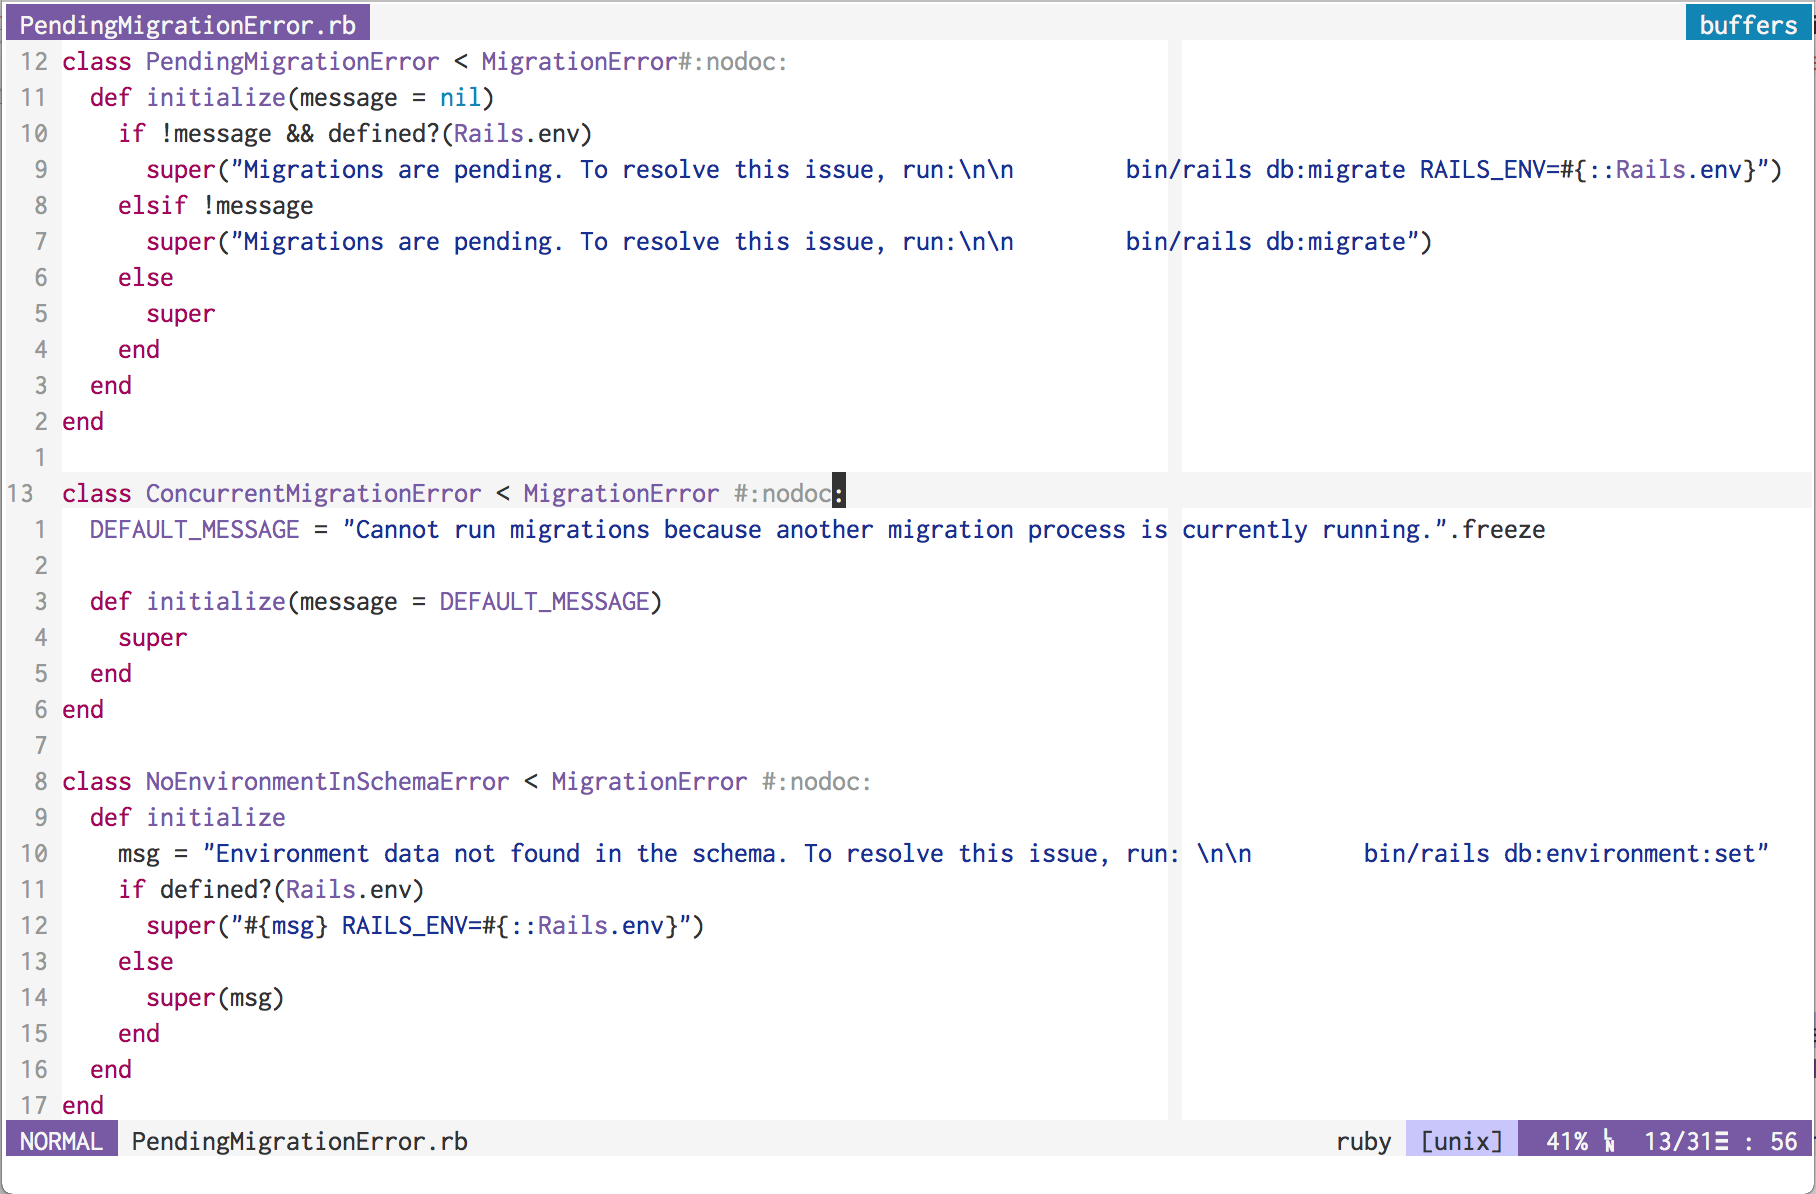 PendingMigrationError.rb buffers
12 class PendingMigrationError < MigrationError#:nodoc:
11   def initialize(message = nil)
10     if !message && defined?(Rails.env)
 9       super("Migrations are pending. To resolve this issue, run:\n\n        bin/rails db:migrate RAILS_ENV=#{::Rails.env}")
 8     elsif !message
 7       super("Migrations are pending. To resolve this issue, run:\n\n        bin/rails db:migrate")
 6     else
 5       super
 4     end
 3   end
 2 end
 1
13  class ConcurrentMigrationError < MigrationError #:nodoc:
 1   DEFAULT_MESSAGE = "Cannot run migrations because another migration process is currently running.".freeze
 2
 3   def initialize(message = DEFAULT_MESSAGE)
 4     super
 5   end
 6 end
 7
 8 class NoEnvironmentInSchemaError < MigrationError #:nodoc:
 9   def initialize
10     msg = "Environment data not found in the schema. To resolve this issue, run: \n\n        bin/rails db:environment:set"
11     if defined?(Rails.env)
12       super("#{msg} RAILS_ENV=#{::Rails.env}")
13     else
14       super(msg)
15     end
16   end
17 end
NORMAL PendingMigrationError.rb ruby [unix] 41% ␤ 13/31☰ : 56